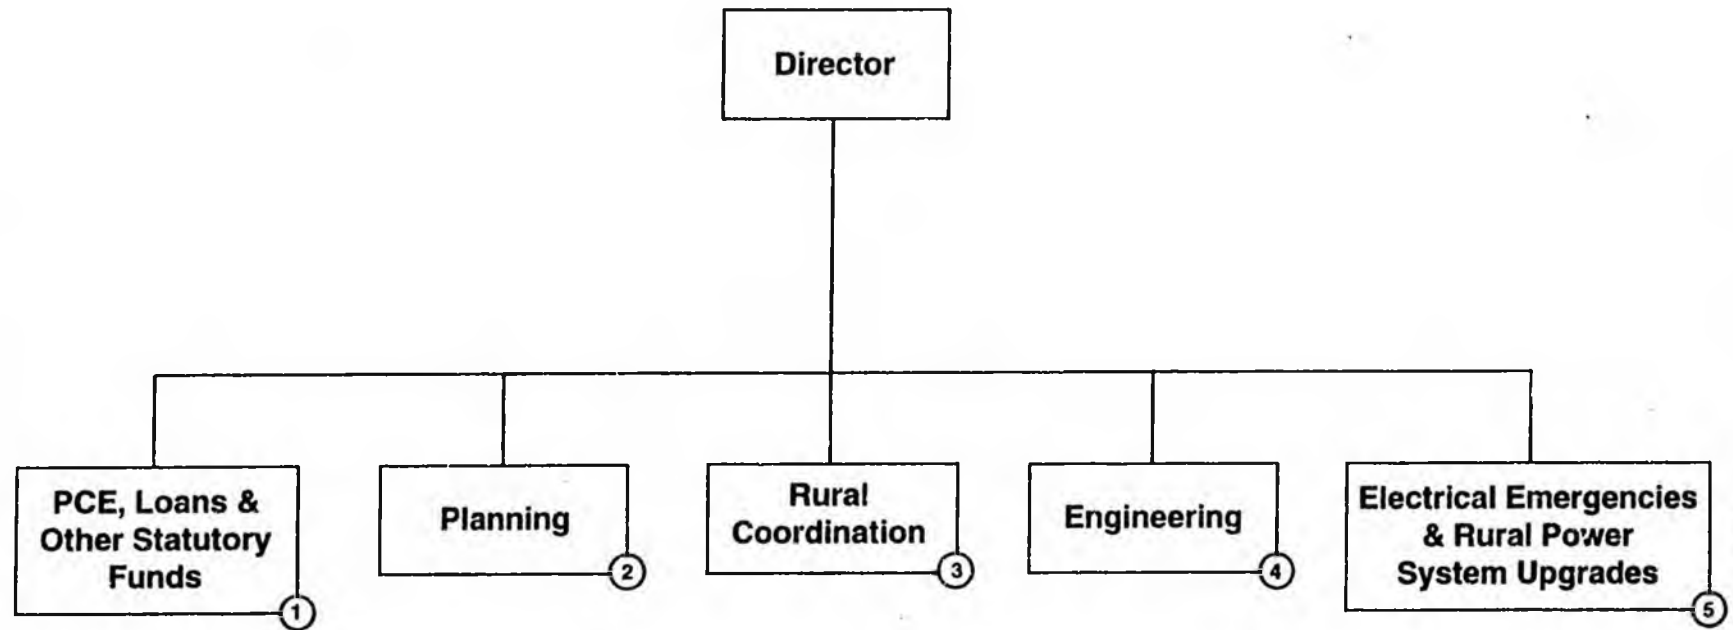 Director
PCE, Loans &
Other Statutory
Funds
1
Planning
2
Rural
Coordination
3
Engineering
4
Electrical Emergencies
& Rural Power
System Upgrades
5